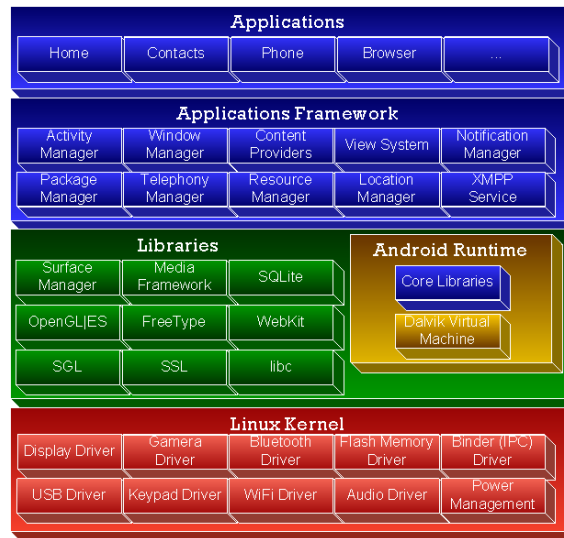 Applications
Home
Contacts
Phone
Browser
...
Applications Framework
Activity
Manager
Window
Manager
Content
Providers
View System
Notification
Manager
Package
Manager
Telephony
Manager
Resource
Manager
Location
Manager
XMPP
Service
Libraries
Surface
Manager
Media
Framework
SQLite
OpenGL|ES
FreeType
WebKit
SGL
SSL
libc
Android Runtime
Core Libraries
Dalvik Virtual
Machine
Linux Kernel
Display Driver
Gamera
Driver
Bluetooth
Driver
Flash Memory
Driver
Binder (IPC)
Driver
USB Driver
Keypad Driver
WiFi Driver
Audio Driver
Power
Management